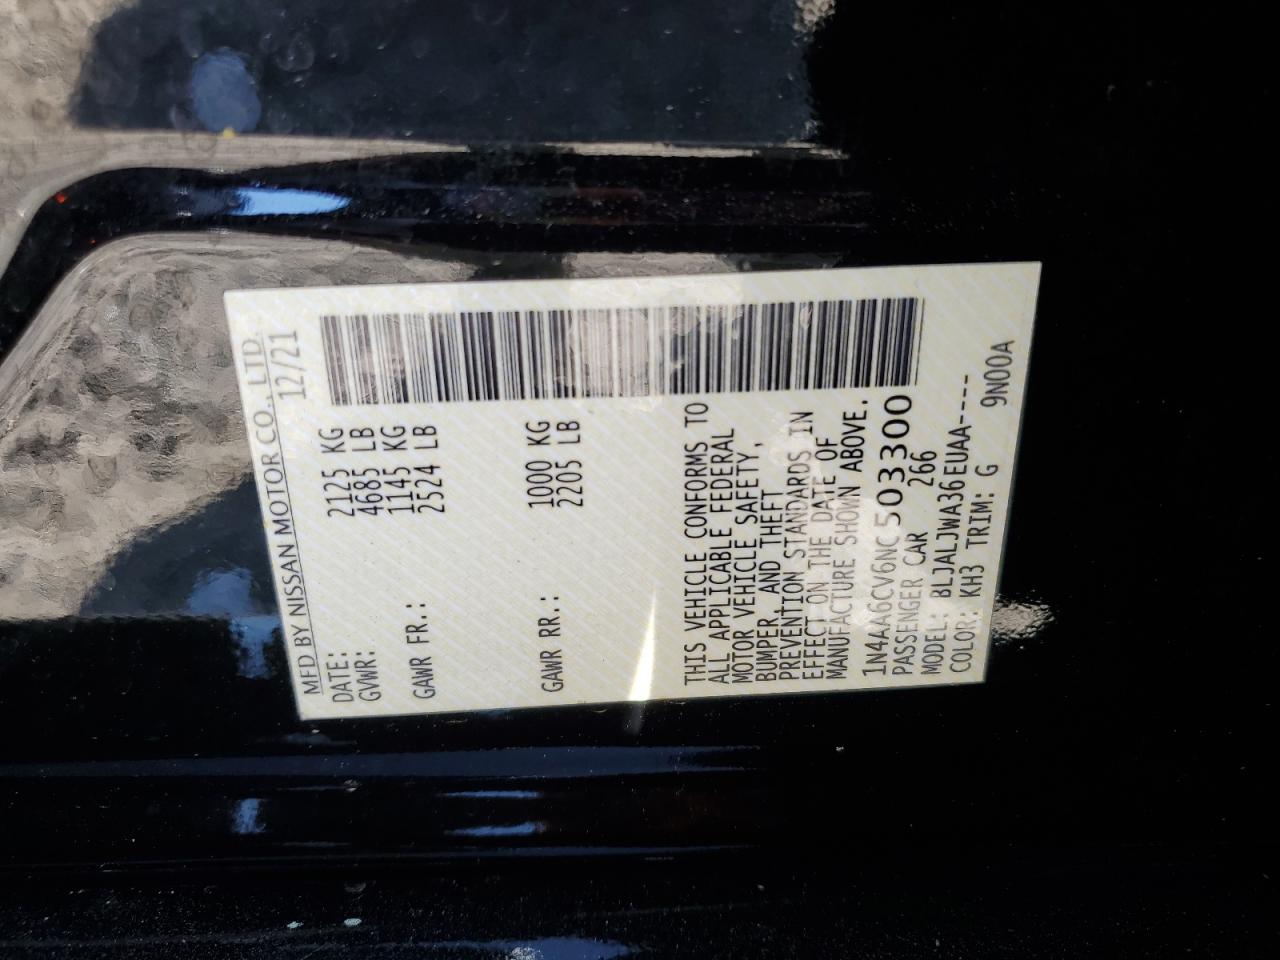 MFD BY NISSAN MOTOR CO., LTD.
DATE: 12/21
GVWR: 2125 KG
4685 LB
GAWR FR.: 1145 KG
2524 LB
GAWR RR.: 1000 KG
2205 LB
THIS VEHICLE CONFORMS TO
ALL APPLICABLE FEDERAL
MOTOR VEHICLE SAFETY,
BUMPER, AND THEFT
PREVENTION STANDARDS IN
EFFECT ON THE DATE OF
MANUFACTURE SHOWN ABOVE.
1N4AA6CV6NC503300
PASSENGER CAR 266
MODEL: BLJALJWA36EUAA----
COLOR: KH3 TRIM: G 9N00A